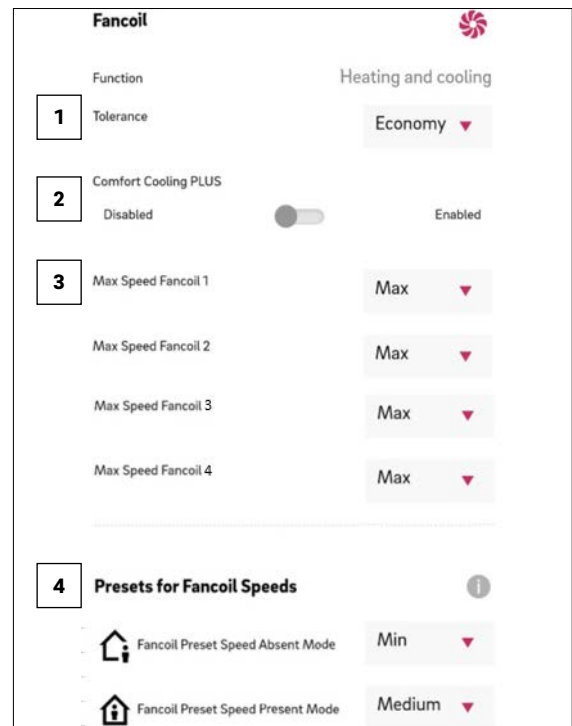 Fancoil
Function Heating and cooling
1 Tolerance Economy
Comfort Cooling PLUS
2
Disabled Enabled
3 Max Speed Fancoil 1 Max
Max Speed Fancoil 2 Max
Max Speed Fancoil 3 Max
Max Speed Fancoil 4 Max
4 Presets for Fancoil Speeds i
Fancoil Preset Speed Absent Mode Min
Fancoil Preset Speed Present Mode Medium